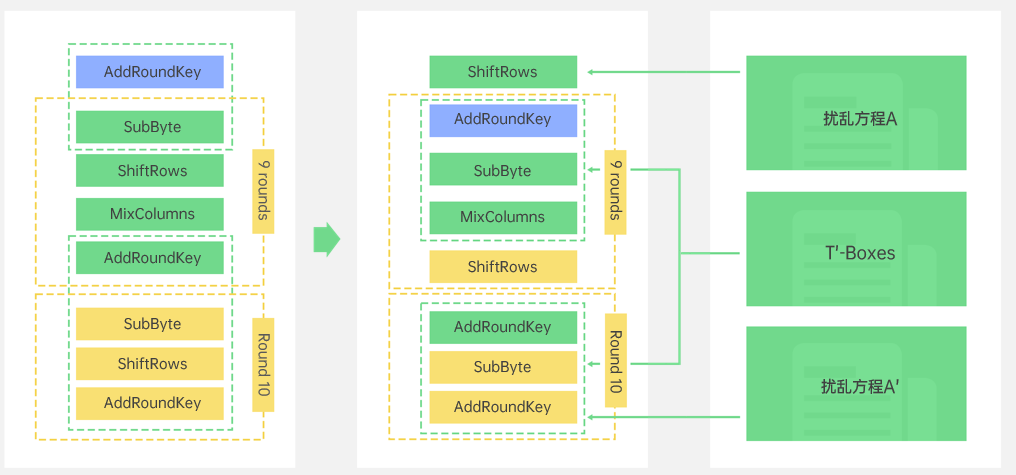 AddRoundKey
SubByte
ShiftRows
MixColumns
AddRoundKey
9 rounds
SubByte
ShiftRows
AddRoundKey
Round 10
ShiftRows
AddRoundKey
SubByte
MixColumns
ShiftRows
9 rounds
AddRoundKey
SubByte
AddRoundKey
Round 10
扰乱方程A
T'-Boxes
扰乱方程A'